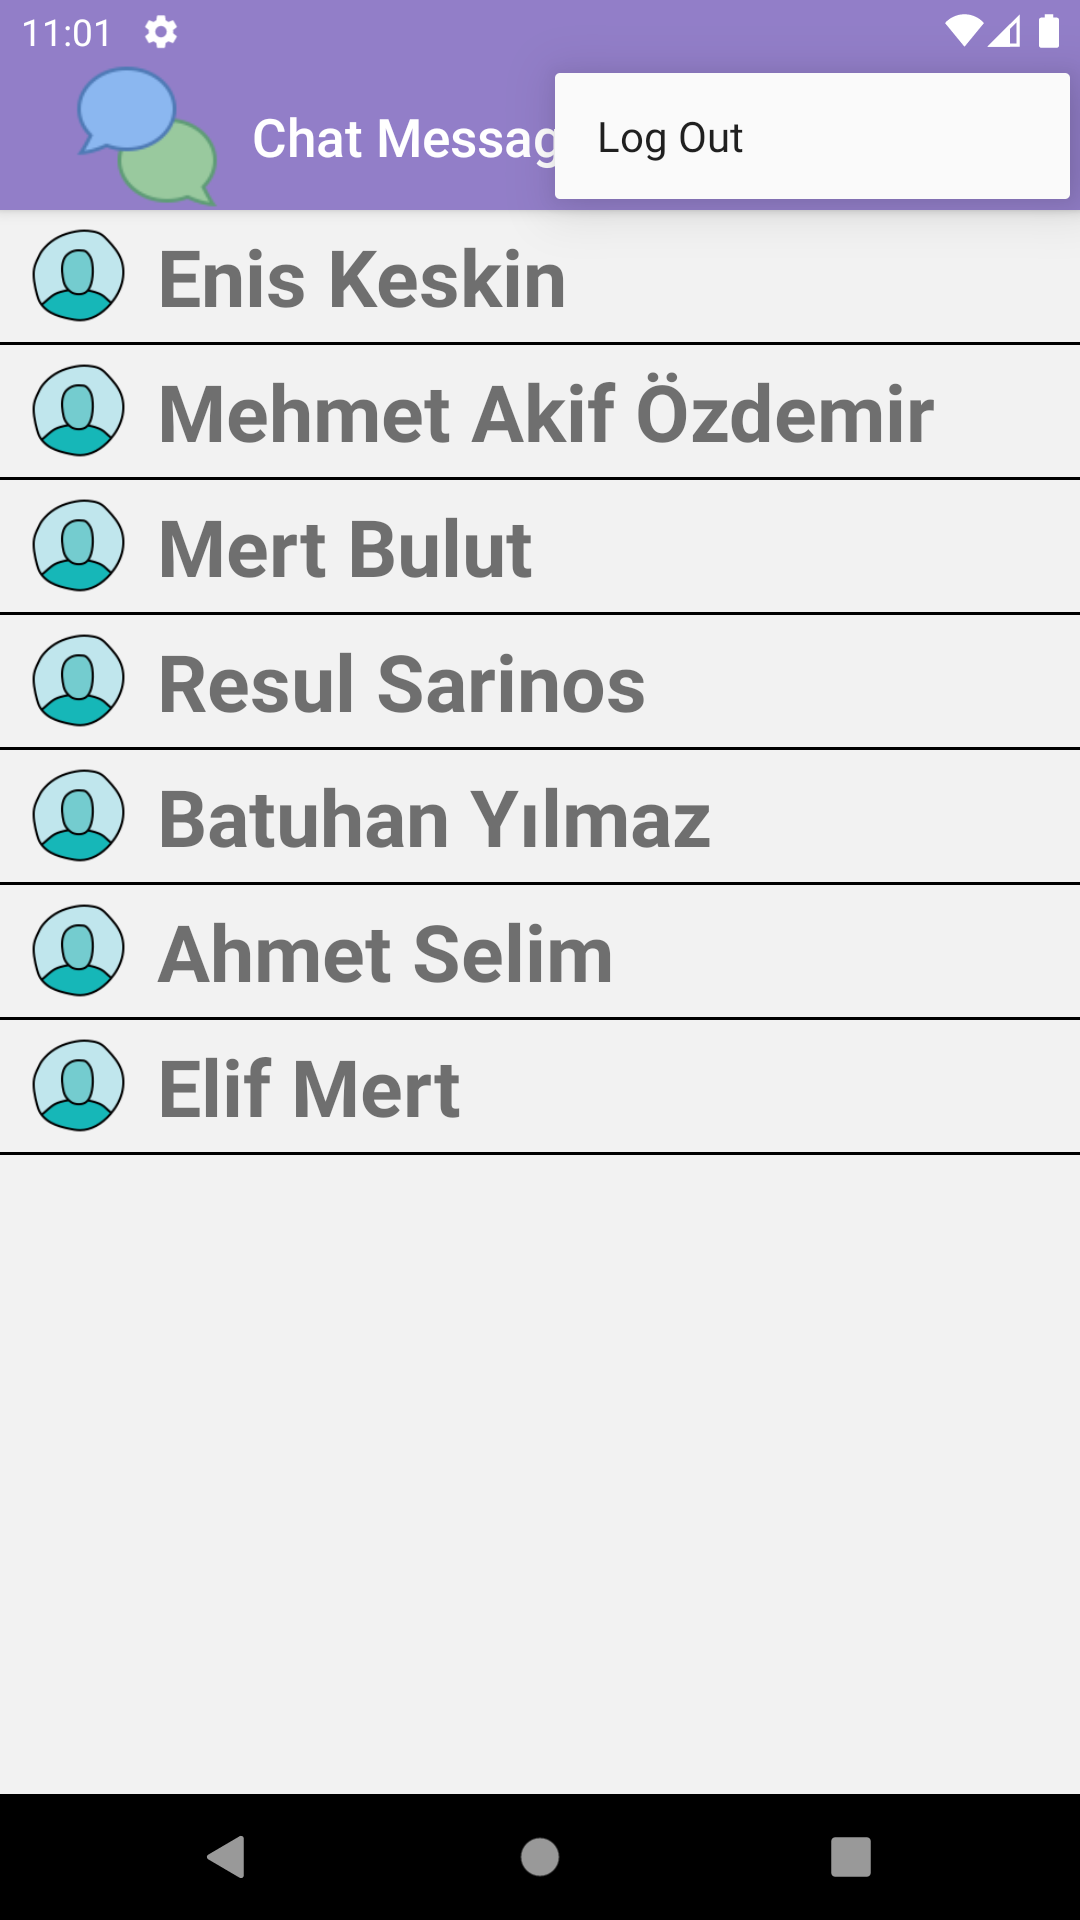 11:01
Chat Messag
Log Out
Enis Keskin
Mehmet Akif Özdemir
Mert Bulut
Resul Sarinos
Batuhan Yılmaz
Ahmet Selim
Elif Mert